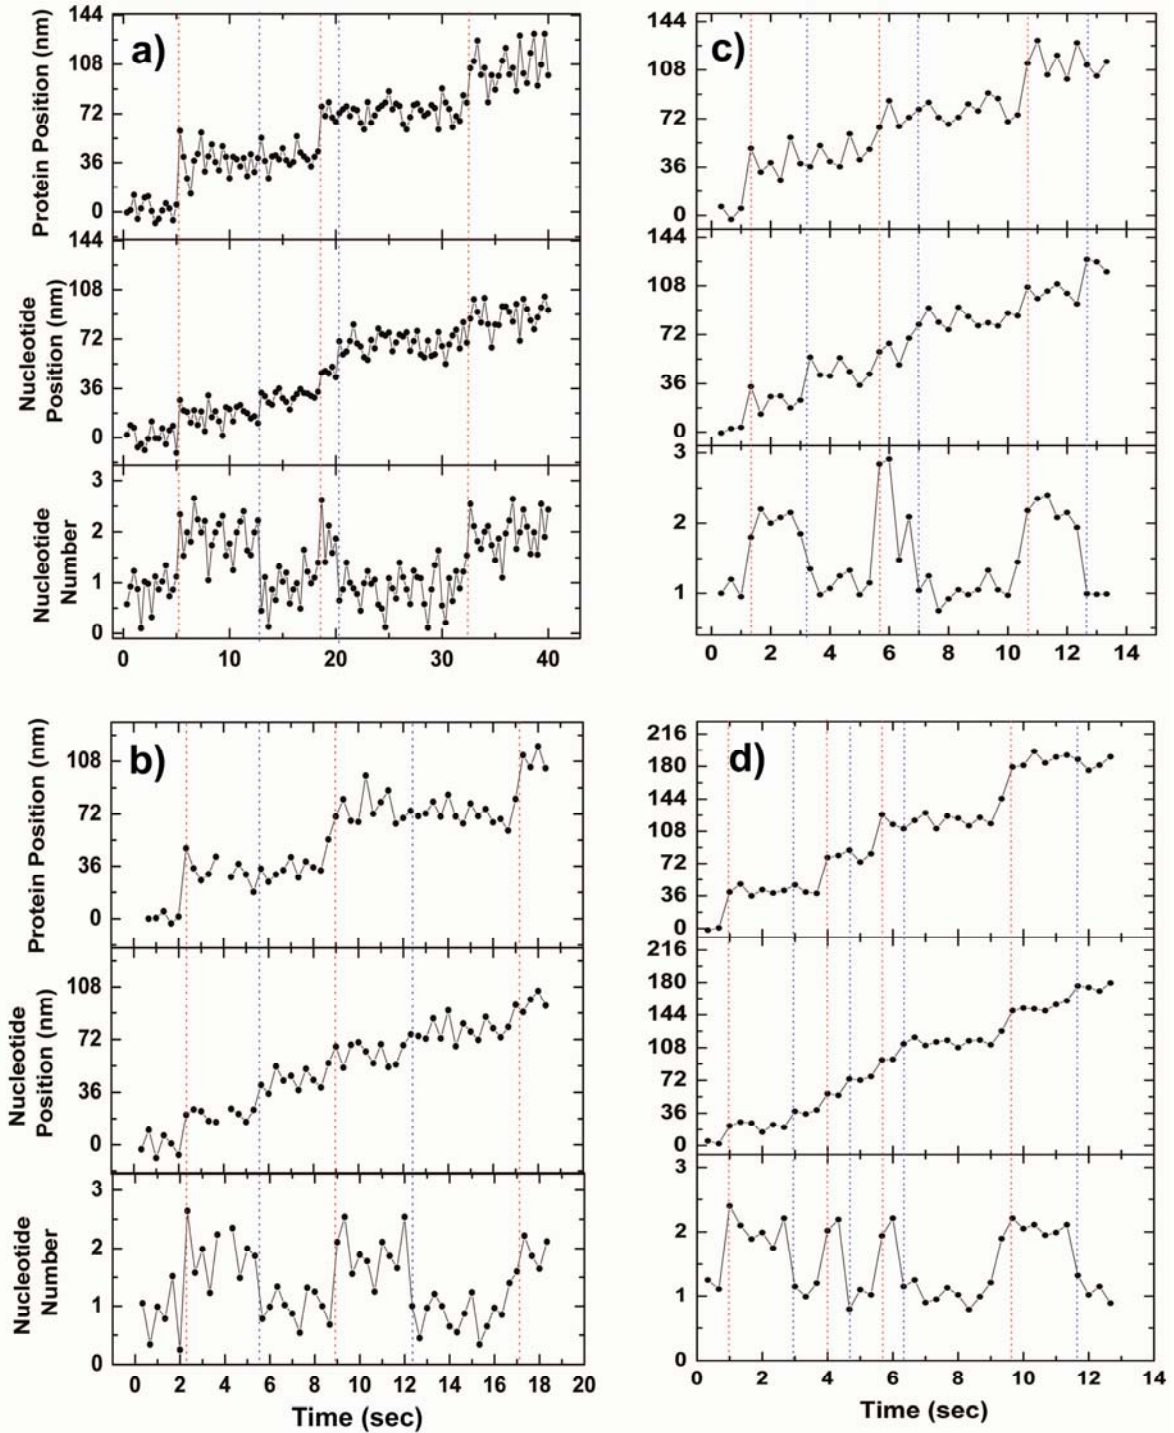 a)
Protein Position (nm)
144
108
72
36
0
Nucleotide
Position (nm)
144
108
72
36
0
Nucleotide
Number
3
2
1
0
0 10 20 30 40
c)
144
108
72
36
0
144
108
72
36
0
3
2
1
0 2 4 6 8 10 12 14
b)
Protein Position (nm)
108
72
36
0
Nucleotide
Position (nm)
108
72
36
0
Nucleotide
Number
3
2
1
0
0 2 4 6 8 10 12 14 16 18 20
Time (sec)
d)
216
180
144
108
72
36
0
216
180
144
108
72
36
0
3
2
1
0
0 2 4 6 8 10 12 14
Time (sec)